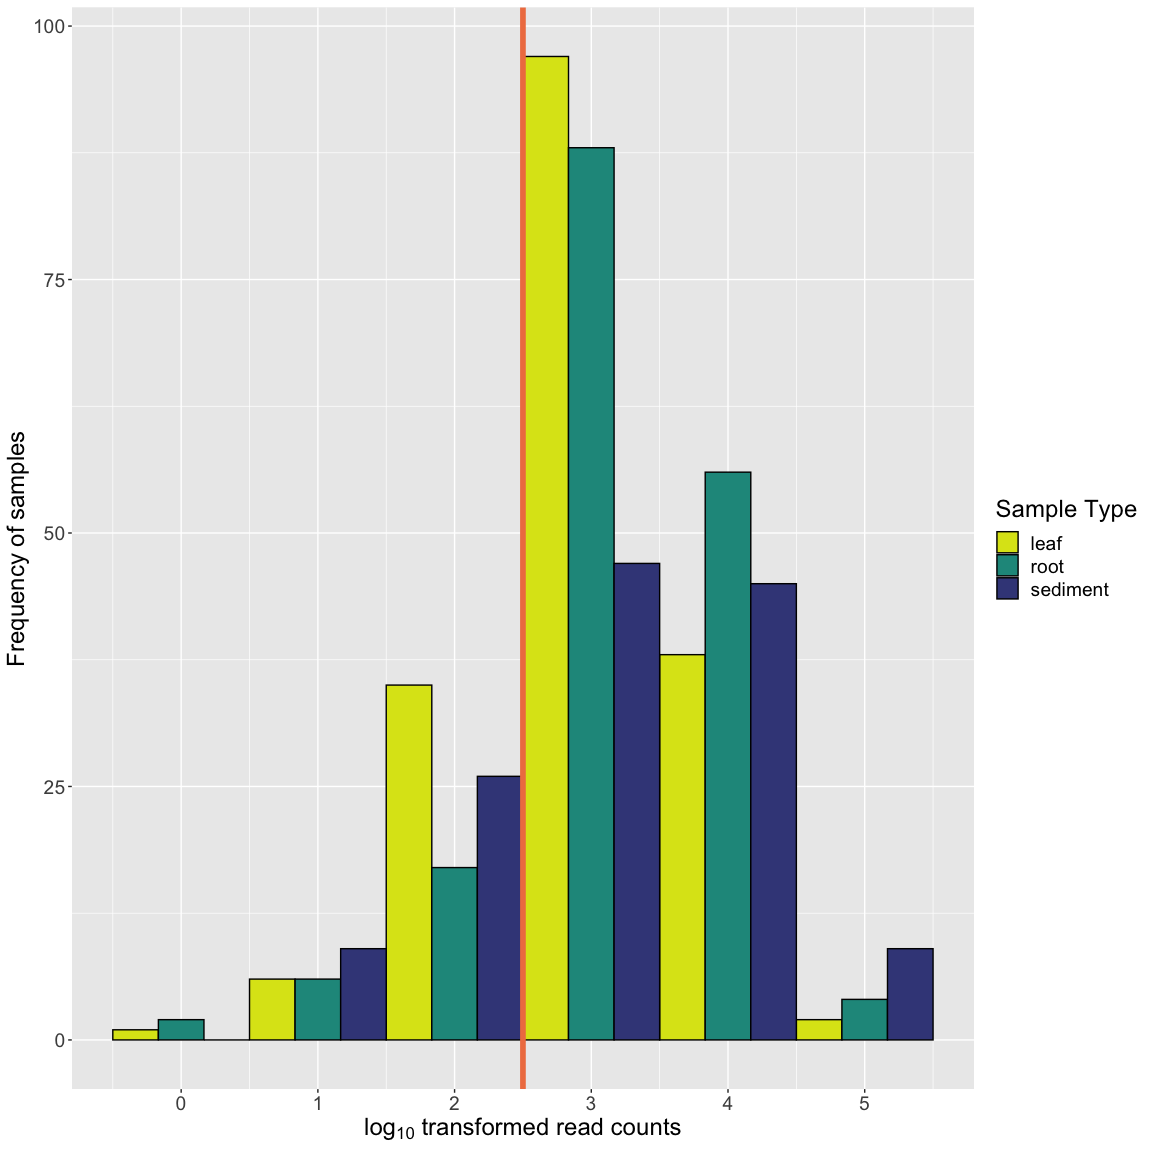 100
75
50
25
0
Frequency of samples
0 1 2 3 4 5
log₁₀ transformed read counts
Sample Type
leaf
root
sediment